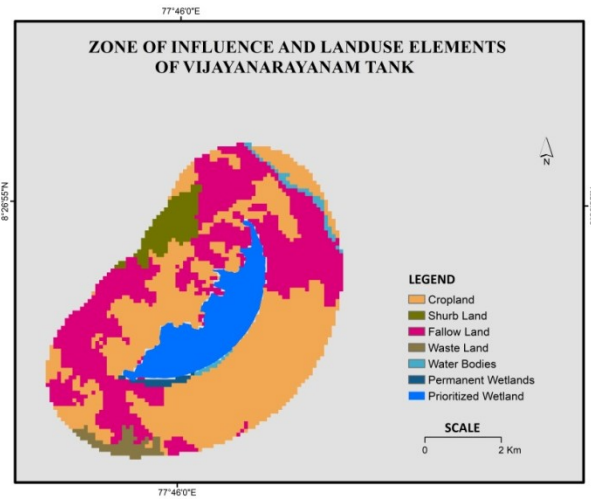 77°46'0"E
ZONE OF INFLUENCE AND LANDUSE ELEMENTS
OF VIJAYANARAYANAM TANK
N
8°26'55"N
LEGEND
Cropland
Shurb Land
Fallow Land
Waste Land
Water Bodies
Permanent Wetlands
Prioritized Wetland
SCALE
0 2 Km
77°46'0"E